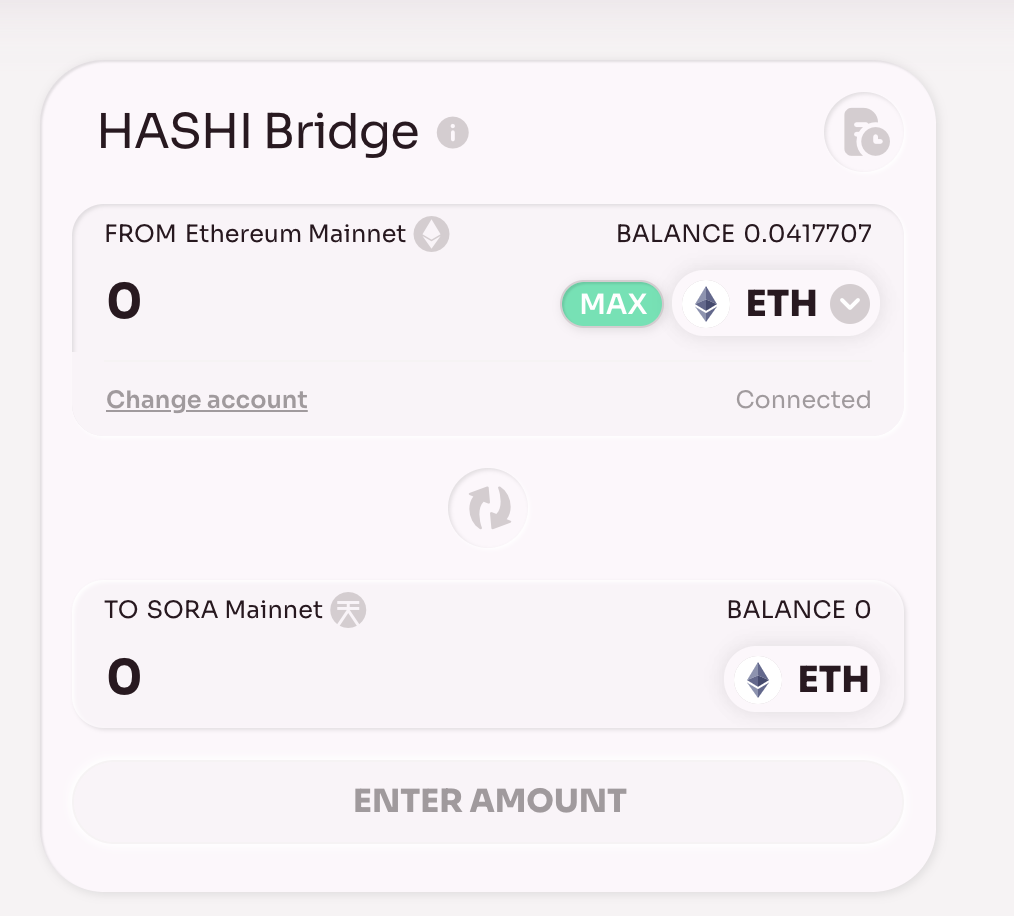 HASHI Bridge
FROM Ethereum Mainnet
BALANCE 0.0417707
0
MAX
ETH
Change account
Connected
TO SORA Mainnet
BALANCE 0
0
ETH
ENTER AMOUNT